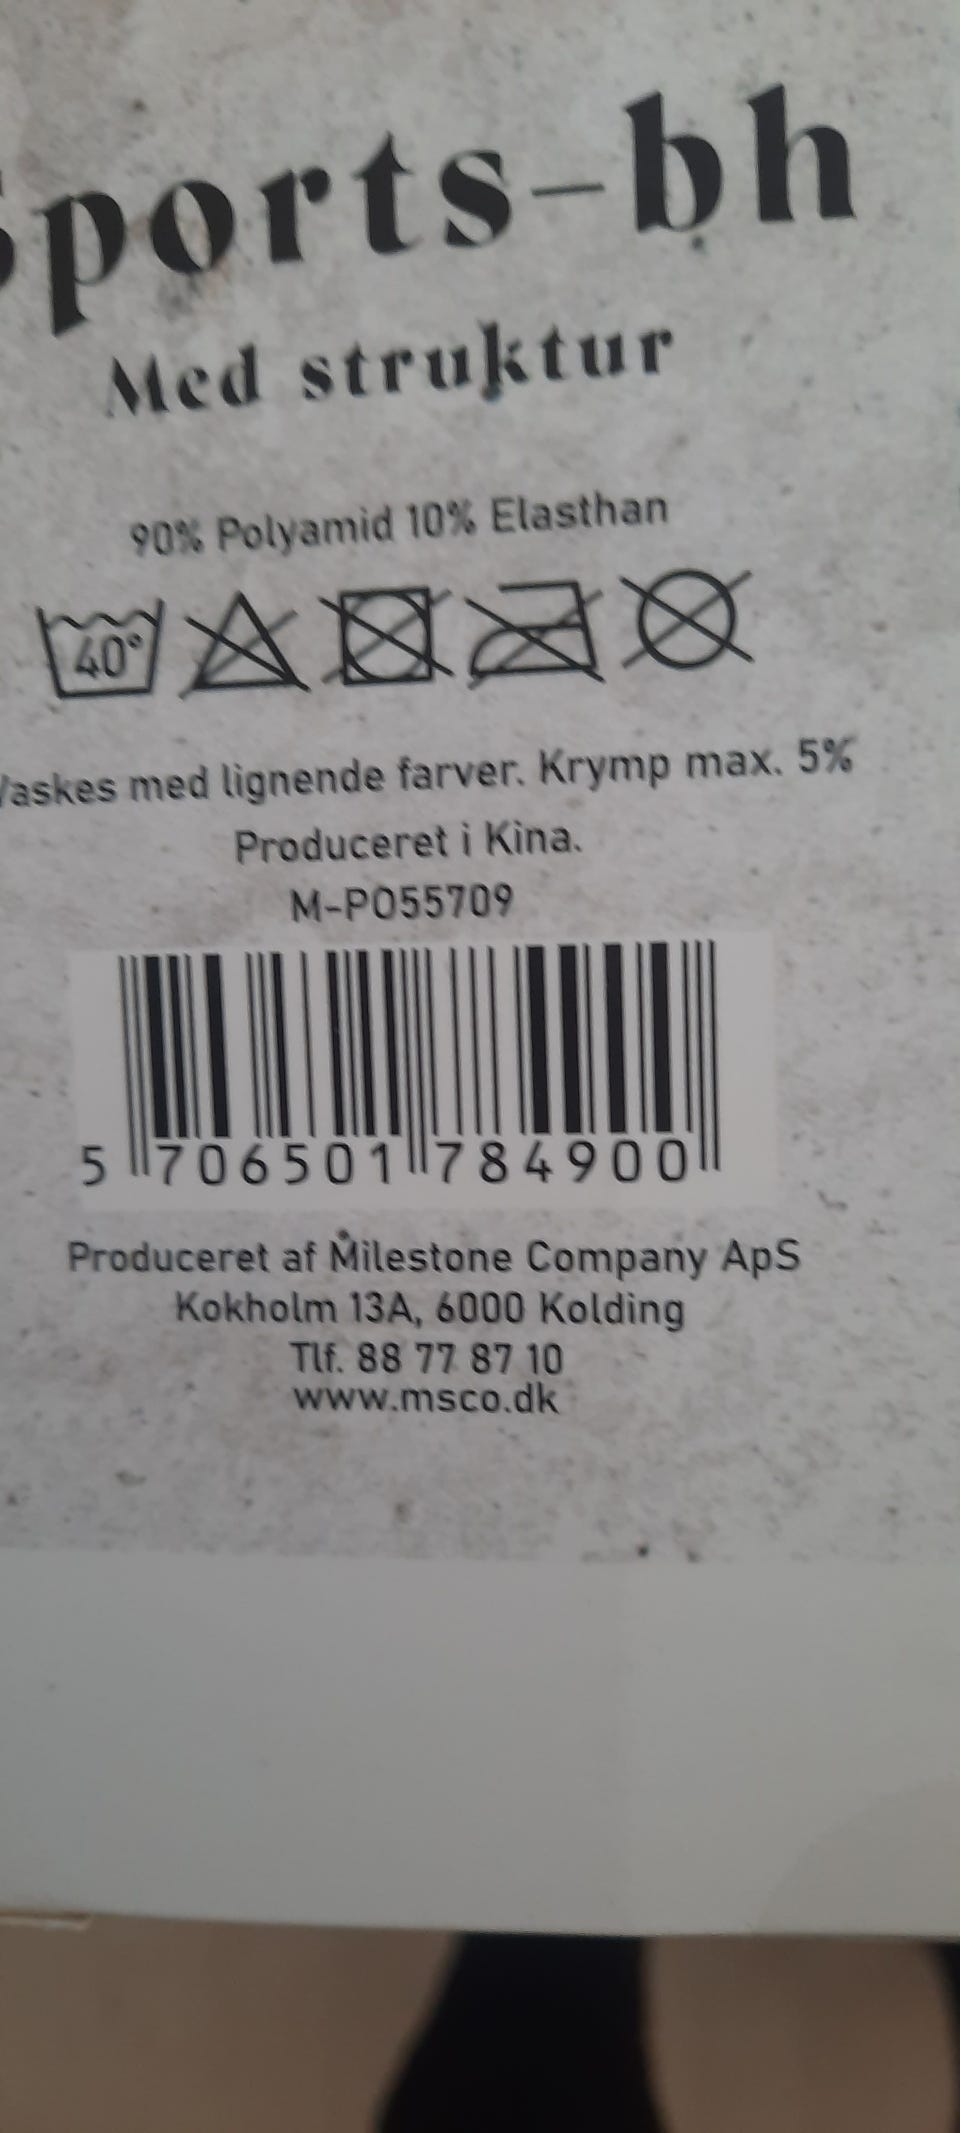 Sports-bh
Med struktur
90% Polyamid 10% Elasthan
40°
Vaskes med lignende farver. Krymp max. 5%
Produceret i Kina.
M-PO55709
5 706501 784900
Produceret af Milestone Company ApS
Kokholm 13A, 6000 Kolding
Tlf. 88 77 87 10
www.msco.dk